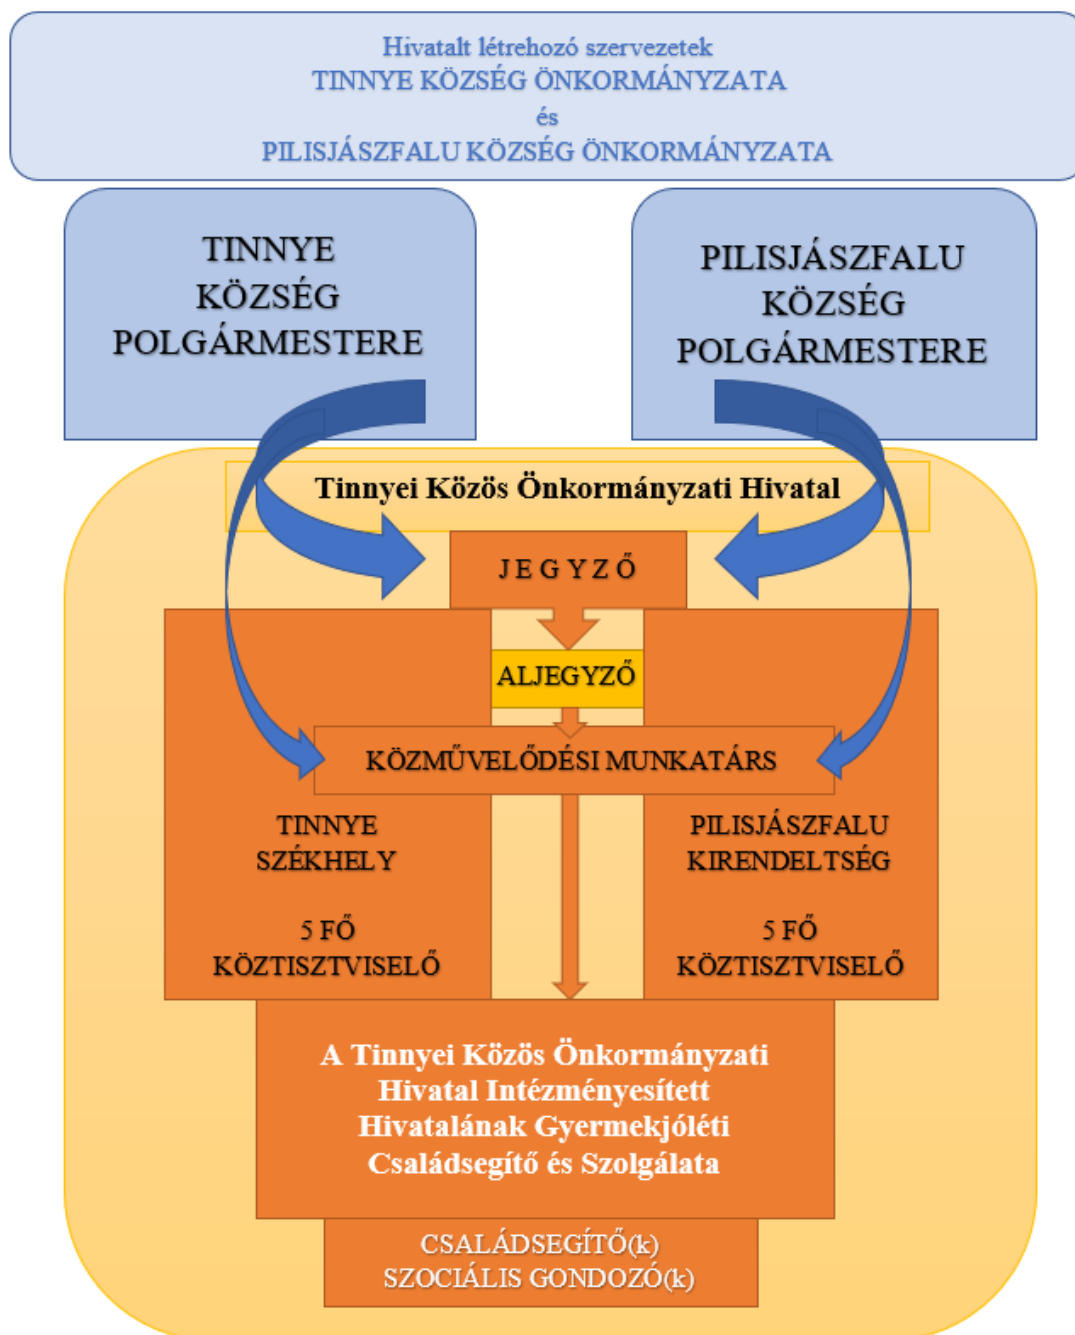 Hivatalt létrehozó szervezetek
TINNYE KÖZSÉG ÖNKORMÁNYZATA
és
PILISJÁSZFALU KÖZSÉG ÖNKORMÁNYZATA
TINNYE
KÖZSÉG
POLGÁRMESTERE
PILISJÁSZFALU
KÖZSÉG
POLGÁRMESTERE
Tinnyei Közös Önkormányzati Hivatal
J E G Y Z Ő
ALJEGYZŐ
KÖZMŰVELŐDÉSI MUNKATÁRS
TINNYE
SZÉKHELY
5 FŐ
KÖZTISZTVISELŐ
PILISJÁSZFALU
KIRENDELTSÉG
5 FŐ
KÖZTISZTVISELŐ
A Tinnyei Közös Önkormányzati
Hivatal Intézményesített
Hivatalának Gyermekjóléti
Családsegítő és Szolgálata
CSALÁDSEGÍTŐ(k)
SZOCIÁLIS GONDOZÓ(k)